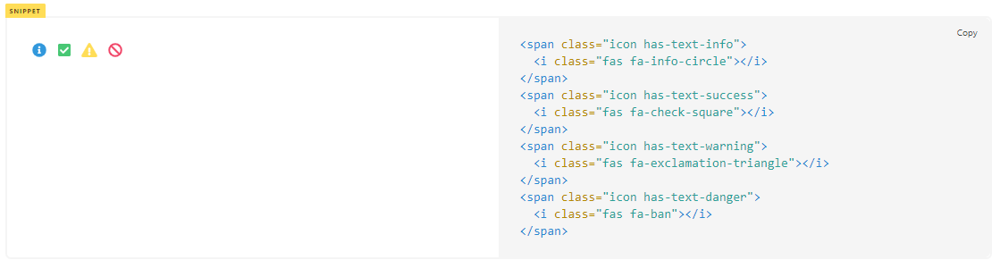 SNIPPET
Copy
<span class="icon has-text-info">
  <i class="fas fa-info-circle"></i>
</span>
<span class="icon has-text-success">
  <i class="fas fa-check-square"></i>
</span>
<span class="icon has-text-warning">
  <i class="fas fa-exclamation-triangle"></i>
</span>
<span class="icon has-text-danger">
  <i class="fas fa-ban"></i>
</span>